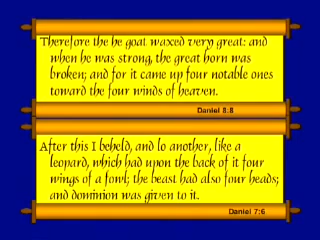 Therefore the he goat waxed very great: and
when he was strong, the great horn was
broken; and for it came up four notable ones
toward the four winds of heaven.
Daniel 8:8
After this I beheld, and lo another, like a
leopard, which had upon the back of it four
wings of a fowl; the beast had also four heads;
and dominion was given to it.
Daniel 7:6